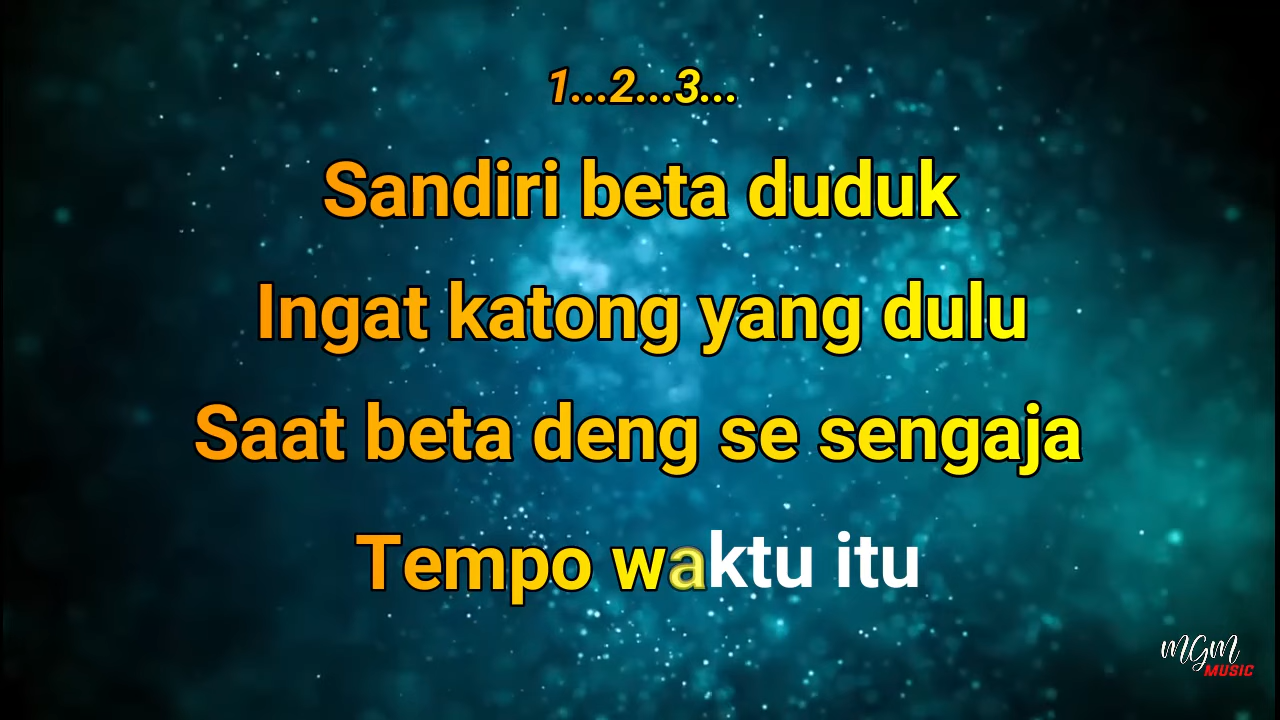 1...2...3...
Sandiri beta duduk
Ingat katong yang dulu
Saat beta deng se sengaja
Tempo waktu itu
MGM
MUSIC